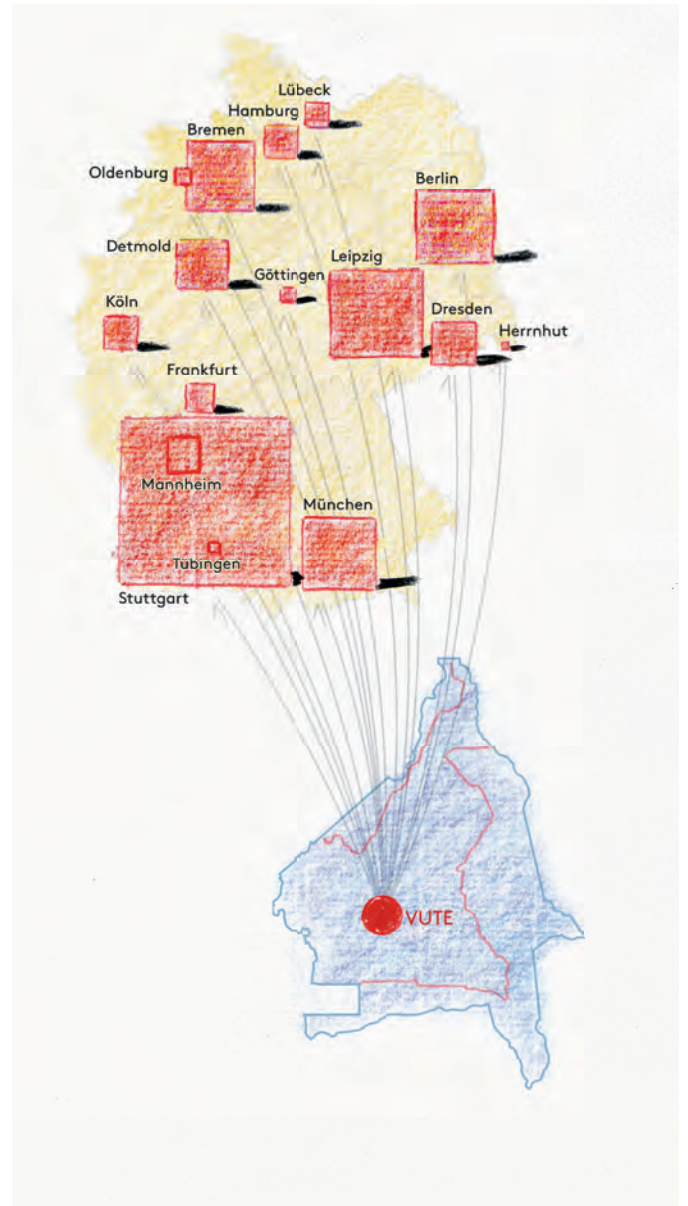 Lübeck
Hamburg
Bremen
Oldenburg
Berlin
Detmold
Leipzig
Göttingen
Köln
Dresden
Herrnhut
Frankfurt
Mannheim
München
Tübingen
Stuttgart
VUTE